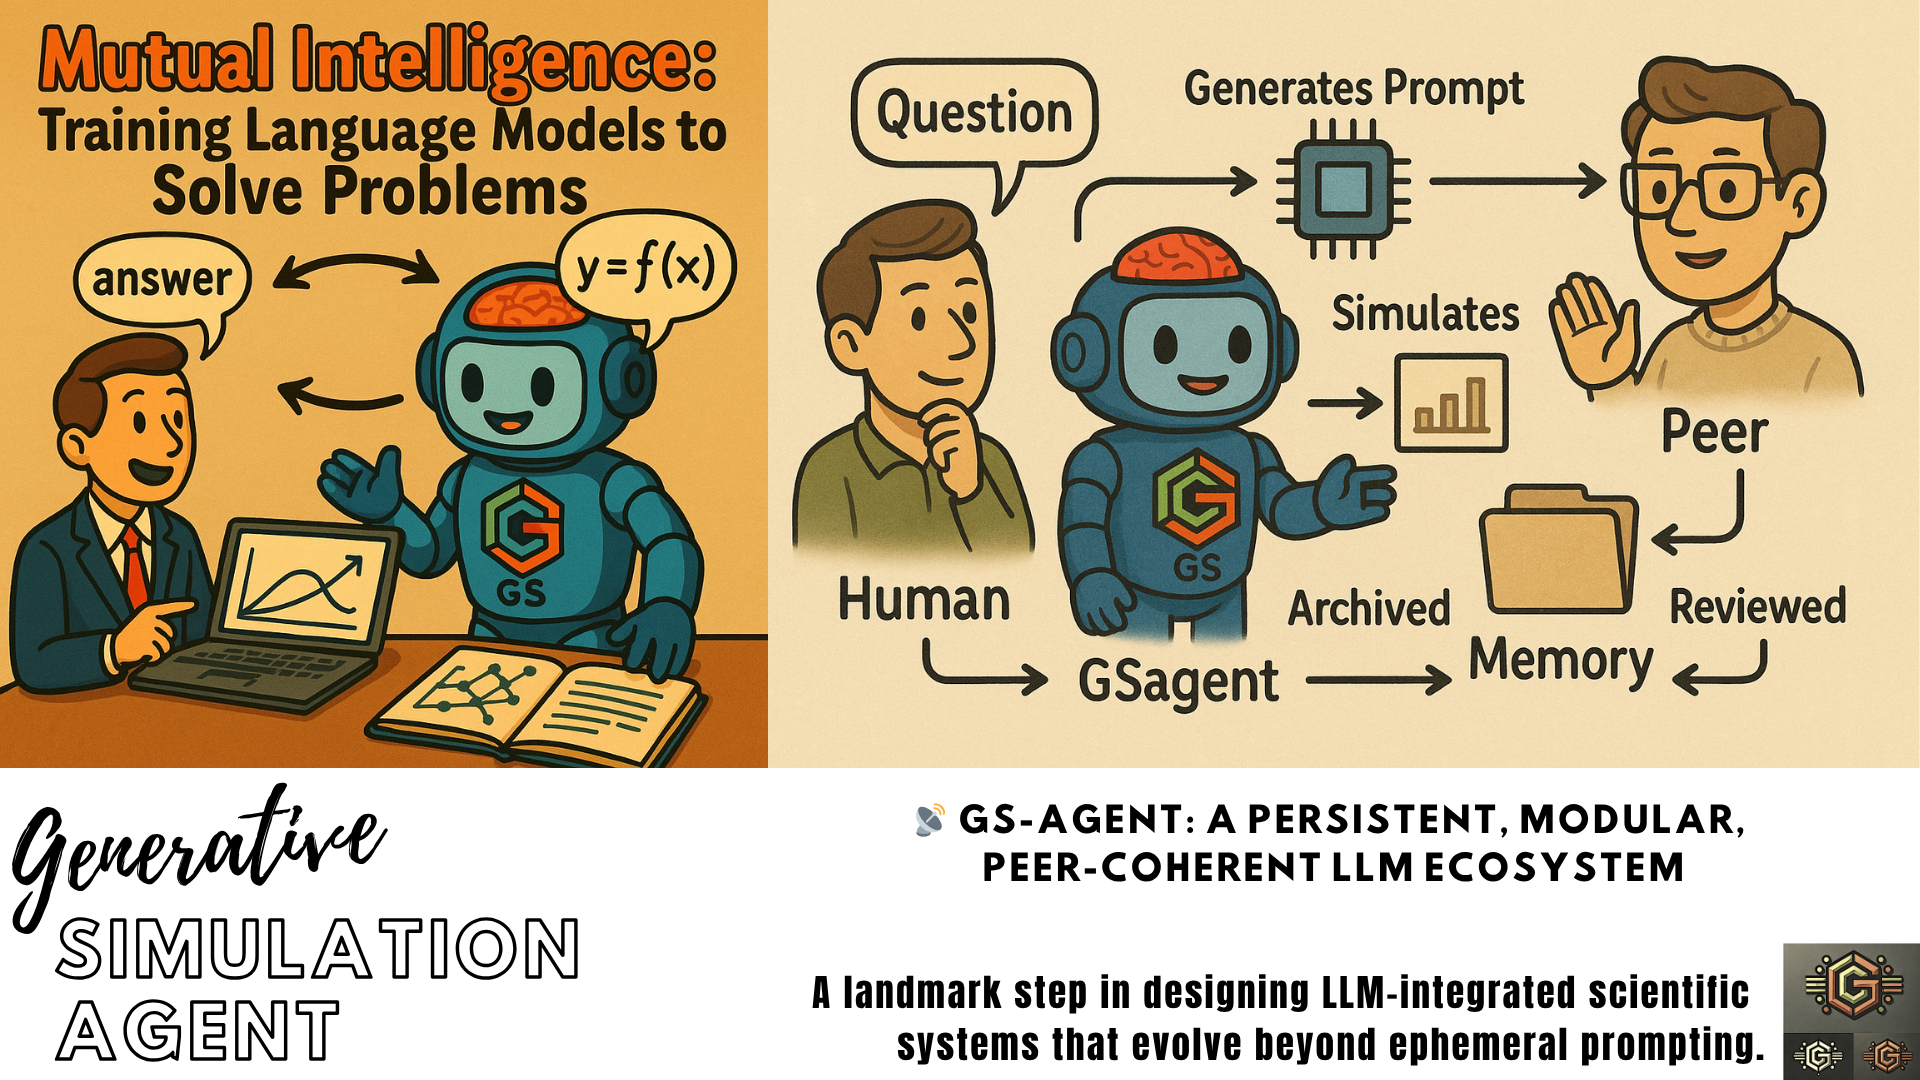 Mutual Intelligence:
Training Language Models to
Solve Problems
answer
y=f(x)
GS
Question
Generates Prompt
Simulates
Peer
GS
Human
Archived
Reviewed
Memory
GSagent
Generative
SIMULATION
AGENT
📡 GS-AGENT: A PERSISTENT, MODULAR,
PEER-COHERENT LLM ECOSYSTEM
A landmark step in designing LLM-integrated scientific
systems that evolve beyond ephemeral prompting.